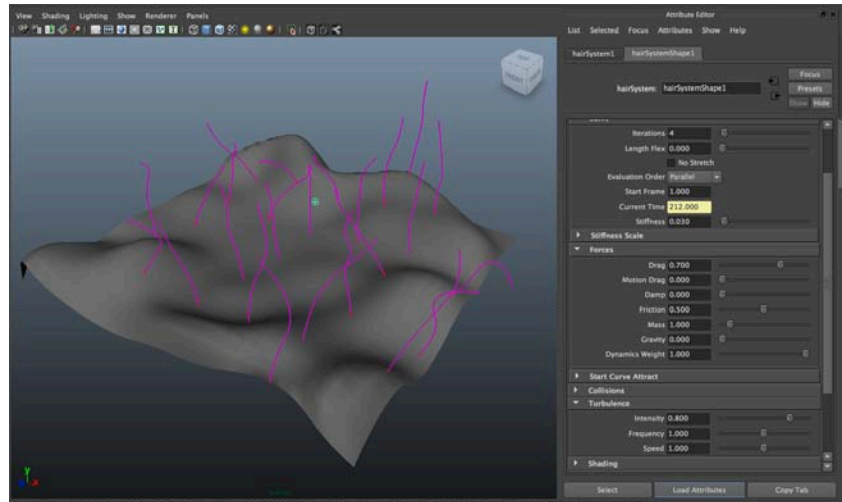 View Shading Lighting Show Renderer Panels
Attribute Editor
List Selected Focus Attributes Show Help
hairSystem1 hairSystemShape1
Focus
hairSystem: hairSystemShape1 Presets
Show Hide
Iterations 4
Length Flex 0.000
No Stretch
Evaluation Order Parallel
Start Frame 1.000
Current Time 212.000
Stiffness 0.030
Stiffness Scale
Forces
Drag 0.700
Motion Drag 0.000
Damp 0.000
Friction 0.500
Mass 1.000
Gravity 0.000
Dynamics Weight 1.000
Start Curve Attract
Collisions
Turbulence
Intensity 0.800
Frequency 1.000
Speed 1.000
Shading
y
Select Load Attributes Copy Tab